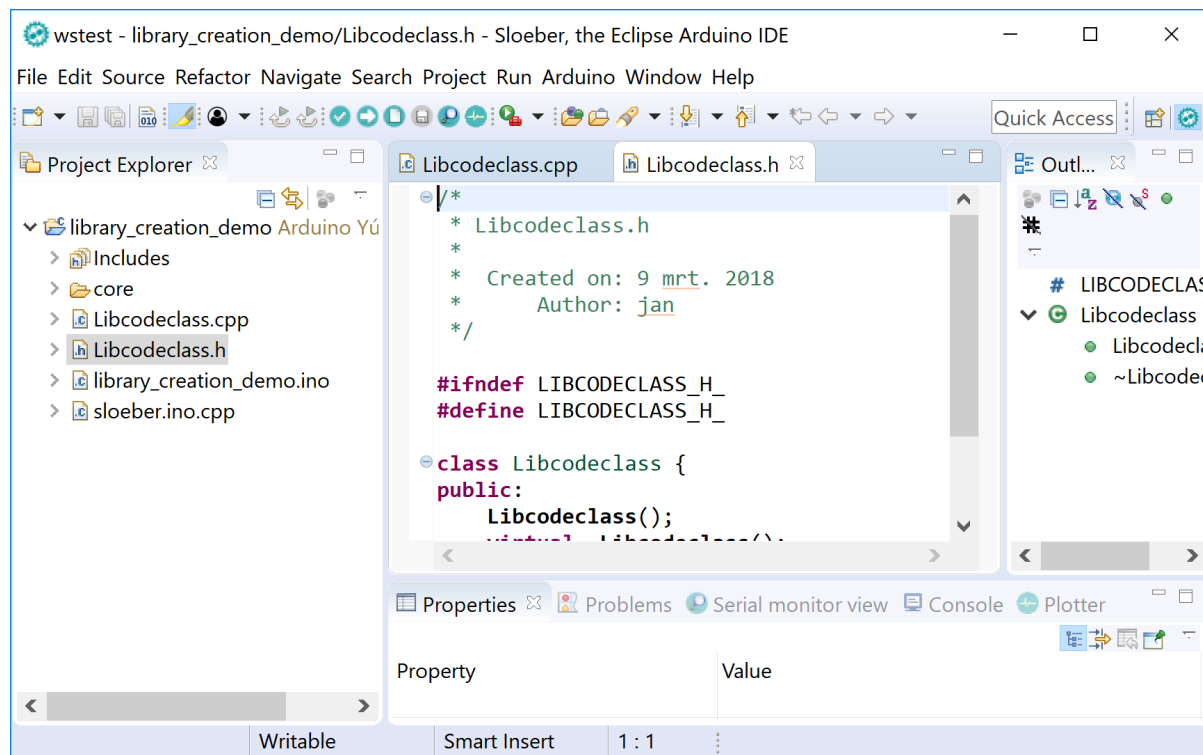 wstest - library_creation_demo/Libcodeclass.h - Sloeber, the Eclipse Arduino IDE
File Edit Source Refactor Navigate Search Project Run Arduino Window Help
010
Quick Access
Project Explorer
library_creation_demo Arduino Yú
Includes
core
Libcodeclass.cpp
Libcodeclass.h
library_creation_demo.ino
sloeber.ino.cpp
Libcodeclass.cpp Libcodeclass.h
/*
* Libcodeclass.h
*
* Created on: 9 mrt. 2018
* Author: jan
*/
#ifndef LIBCODECLASS_H_
#define LIBCODECLASS_H_
class Libcodeclass {
public:
Libcodeclass();
virtual ~Libcodeclass();
Outl...
# LIBCODECLAS
Libcodeclass
Libcodecla
~Libcodec
Properties Problems Serial monitor view Console Plotter
Property Value
Writable Smart Insert 1 : 1